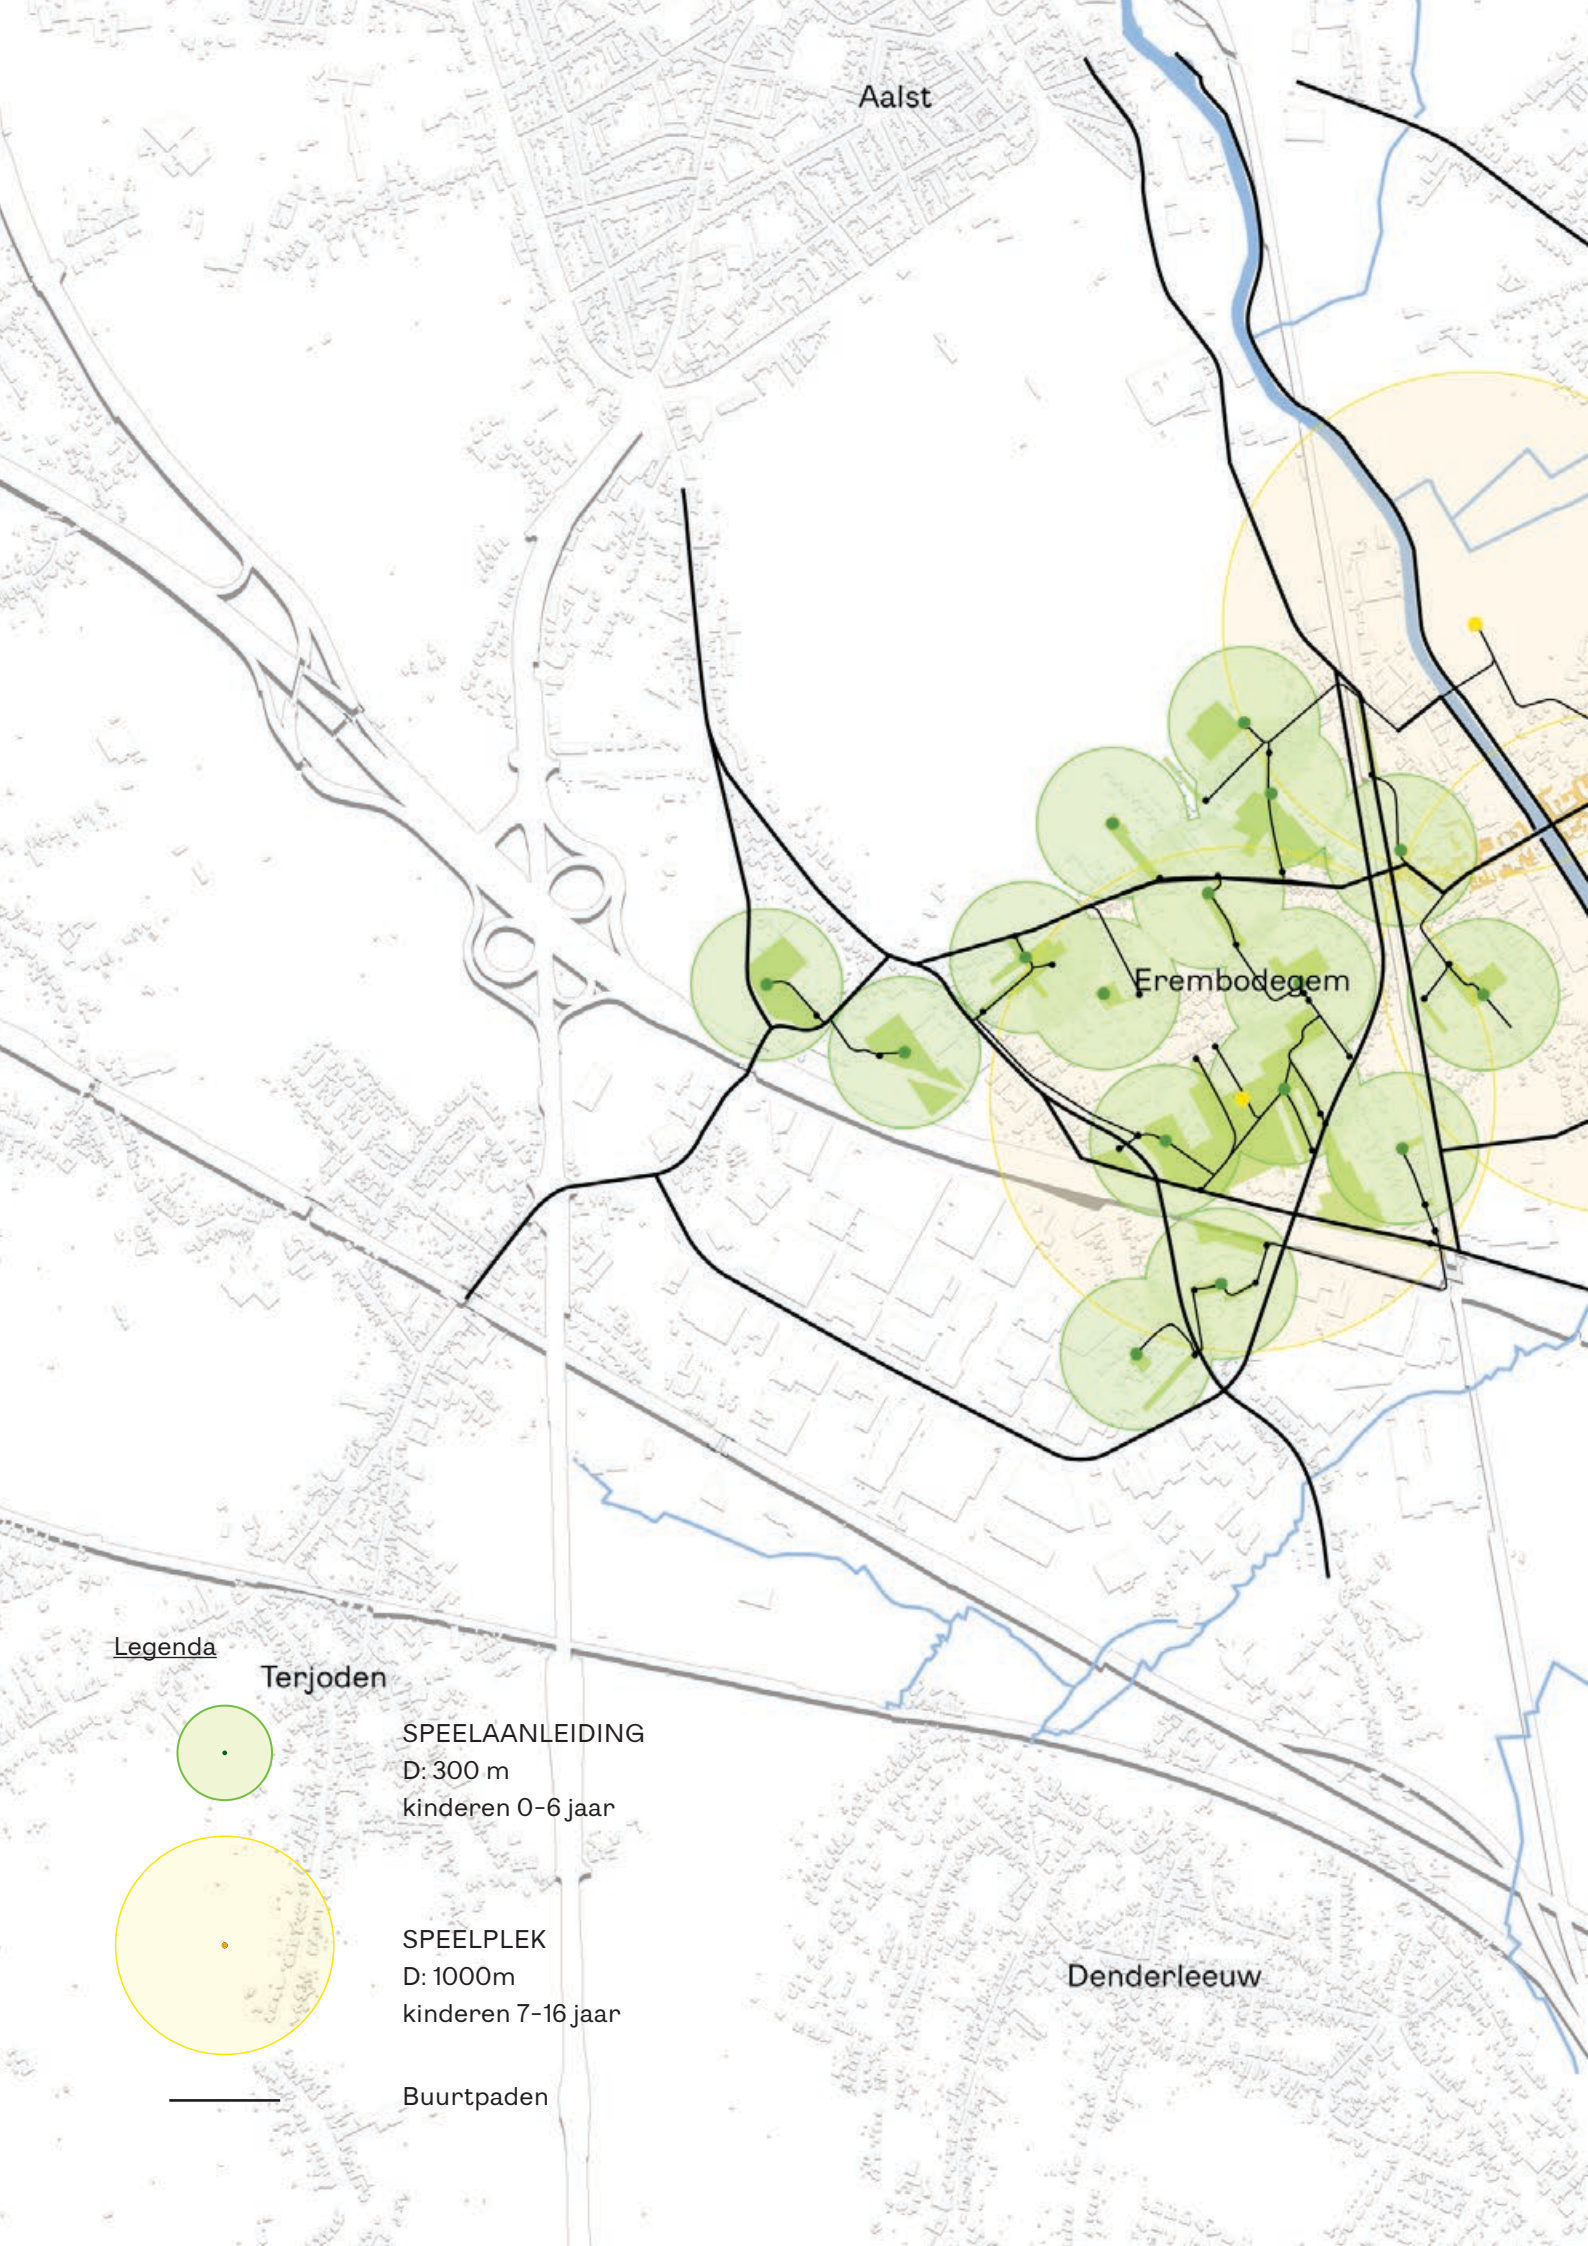 Aalst
Erembodegem
Legenda
Terjoden
SPEELAANLEIDING
D: 300 m
kinderen 0-6 jaar
SPEELPLEK
D: 1000m
kinderen 7-16 jaar
Denderleeuw
Buurtpaden